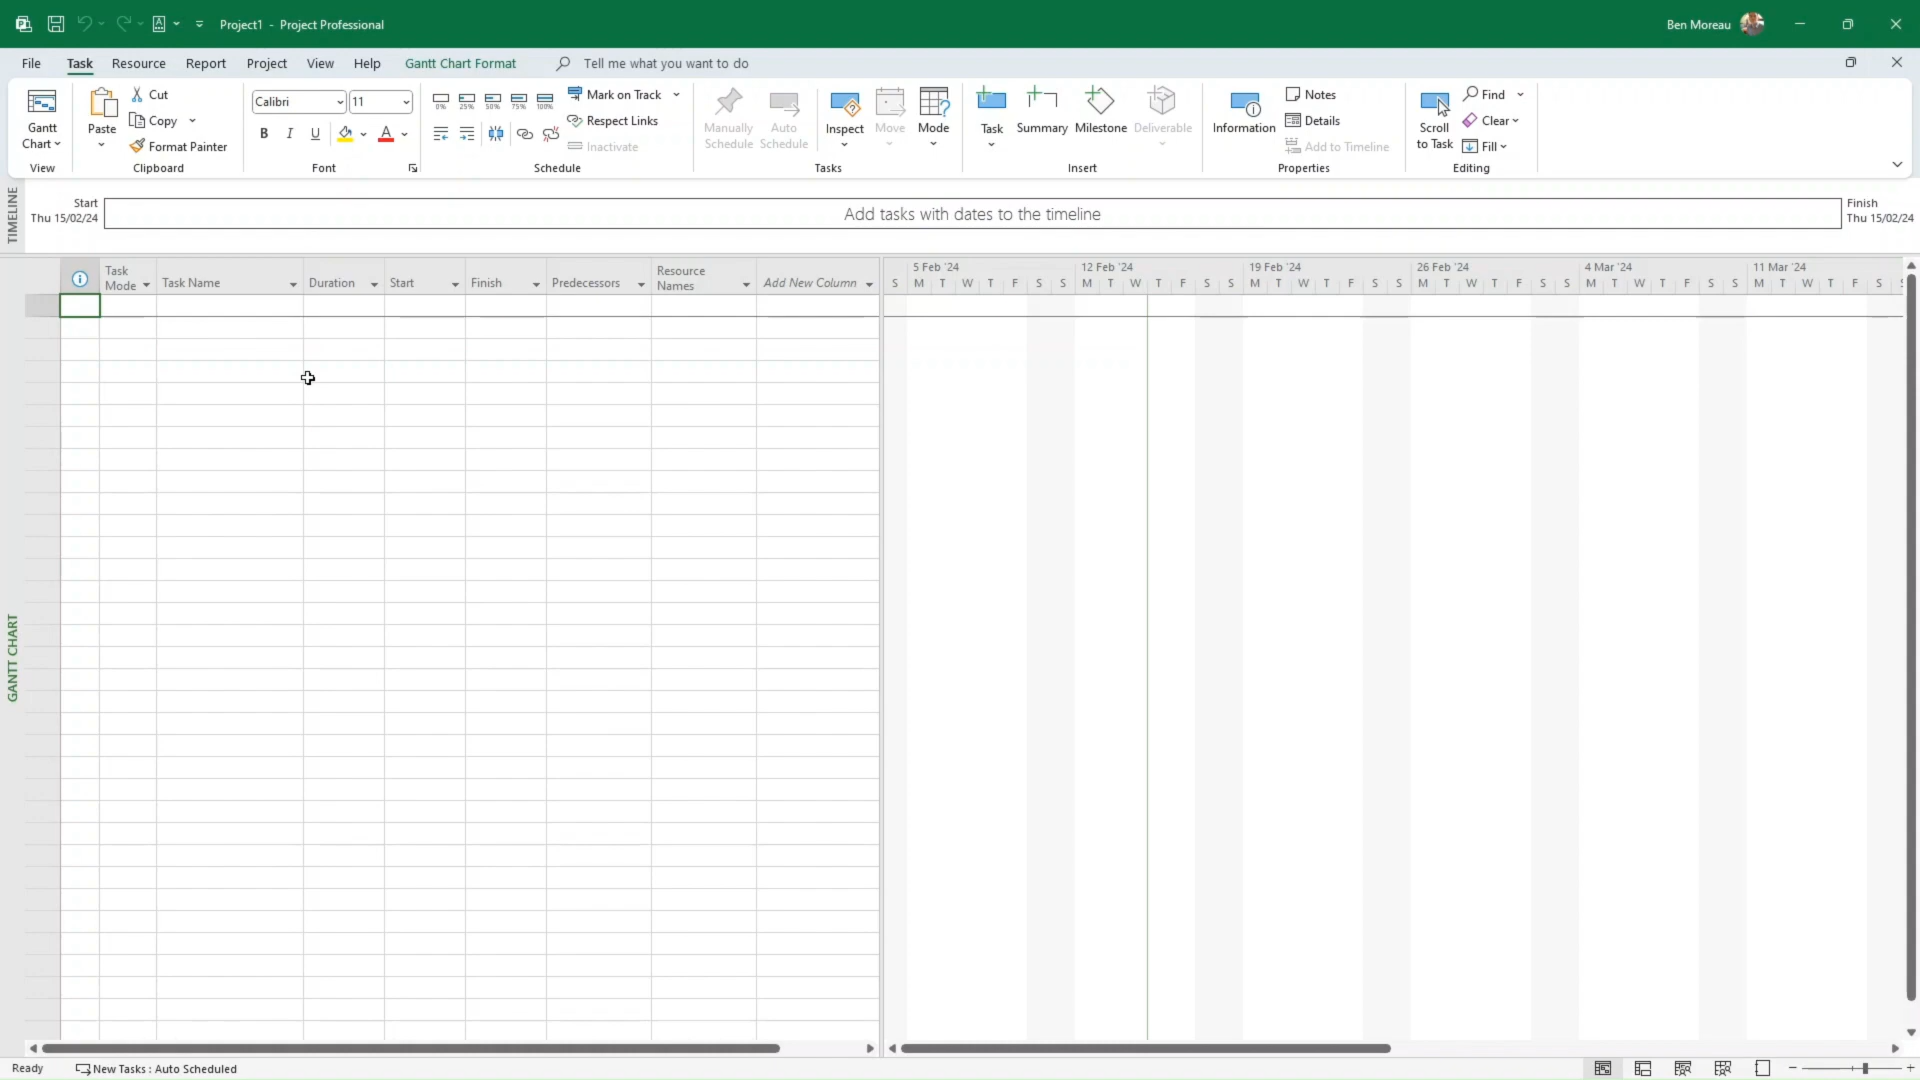 Project1 - Project Professional
Ben Moreau
File Task Resource Report Project View Help Gantt Chart Format Tell me what you want to do
Gantt Chart
View
Paste
Cut
Copy
Format Painter
Clipboard
Calibri 11
B I U A
Font
0% 25% 50% 75% 100%
Mark on Track
Respect Links
Inactivate
Schedule
Manually Schedule
Auto Schedule
Inspect
Move
Mode
Tasks
Task
Summary
Milestone
Deliverable
Insert
Information
Notes
Details
Add to Timeline
Properties
Scroll to Task
Find
Clear
Fill
Editing
TIMELINE
Start
Thu 15/02/24
Add tasks with dates to the timeline
Finish
Thu 15/02/24
Task Mode
Task Name
Duration
Start
Finish
Predecessors
Resource Names
Add New Column
5 Feb '24 12 Feb '24 19 Feb '24 26 Feb '24 4 Mar '24 11 Mar '24
S M T W T F S S M T W T F S S M T W T F S S M T W T F S S M T W T F S S M T W T F S S
GANTT CHART
Ready
New Tasks : Auto Scheduled